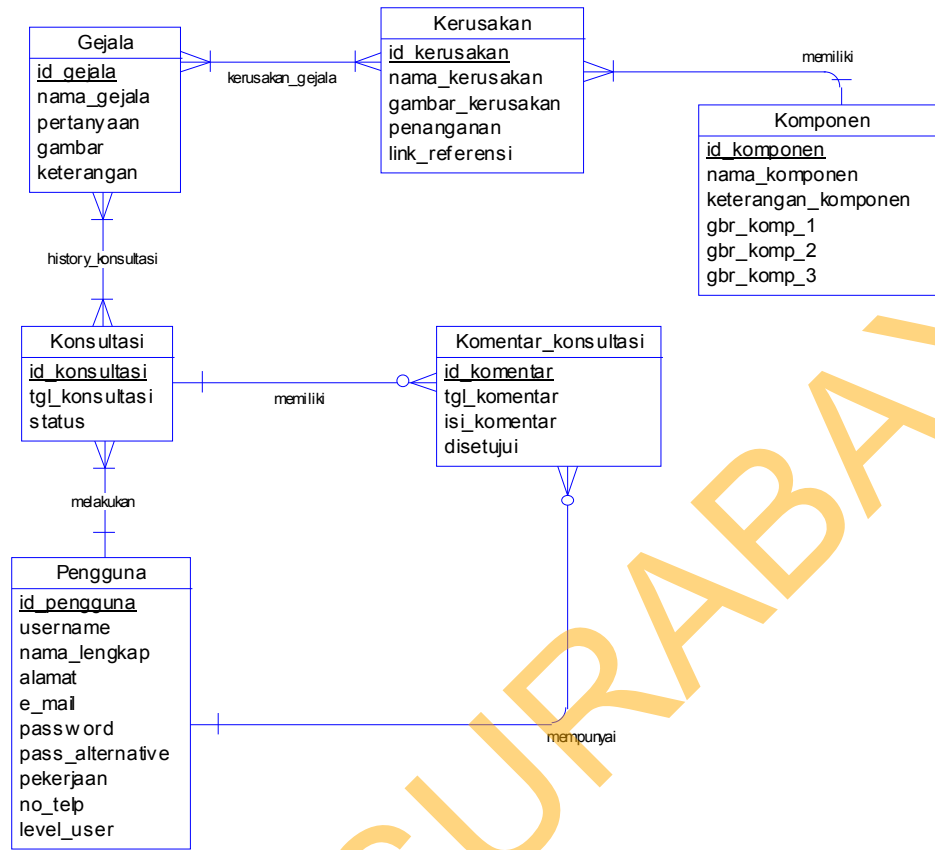 Gejala
id_gejala
nama_gejala
pertanyaan
gambar
keterangan
kerusakan_gejala
Kerusakan
id_kerusakan
nama_kerusakan
gambar_kerusakan
penanganan
link_referensi
memiliki
Komponen
id_komponen
nama_komponen
keterangan_komponen
gbr_komp_1
gbr_komp_2
gbr_komp_3
history_konsultasi
Konsultasi
id_konsultasi
tgl_konsultasi
status
memiliki
Komentar_konsultasi
id_komentar
tgl_komentar
isi_komentar
disetujui
melakukan
Pengguna
id_pengguna
username
nama_lengkap
alamat
e_mail
password
pass_alternative
pekerjaan
no_telp
level_user
mempunyai
SURABAY